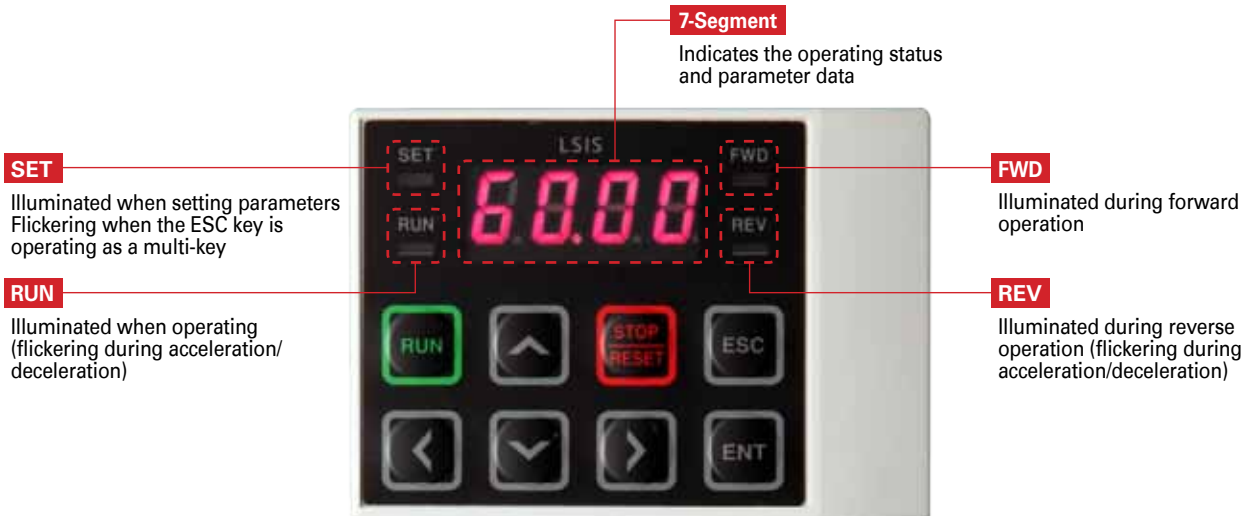 7-Segment
Indicates the operating status
and parameter data
SET
Illuminated when setting parameters
Flickering when the ESC key is
operating as a multi-key
RUN
Illuminated when operating
(flickering during acceleration/
deceleration)
LSIS
SET
60.00
FWD
RUN
REV
RUN
STOP
RESET
ESC
ENT
FWD
Illuminated during forward
operation
REV
Illuminated during reverse
operation (flickering during
acceleration/deceleration)